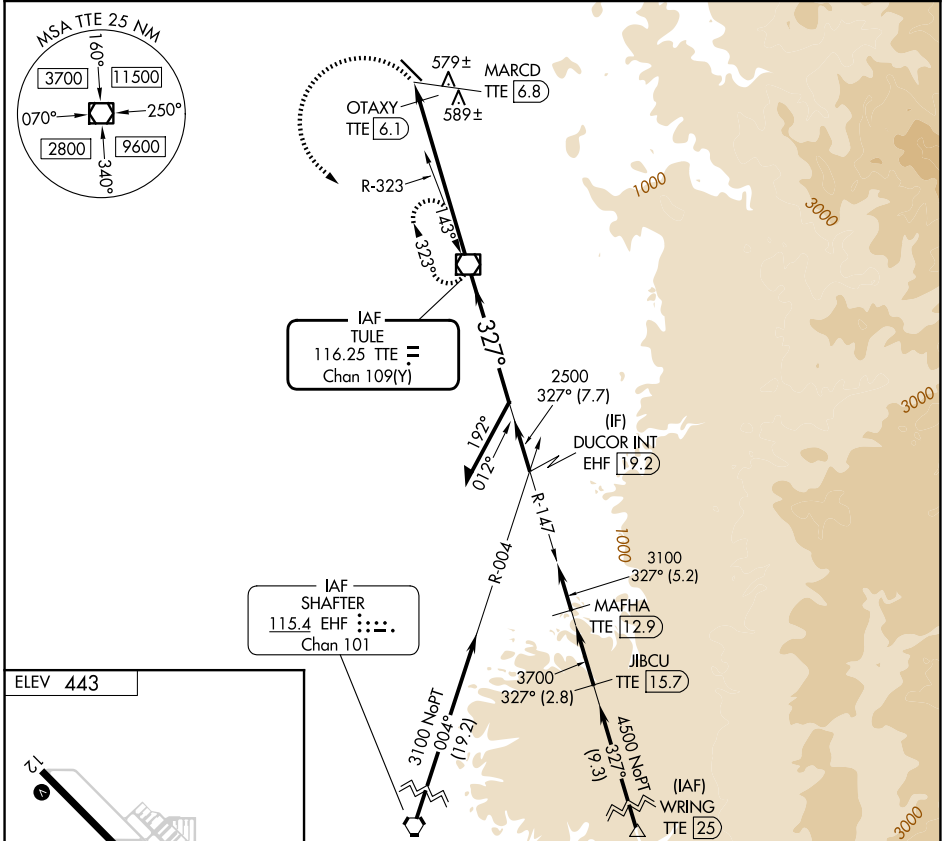 MSA TTE 25 NM
160°
3700
11500
070°
250°
2800
9600
340°
579±
MARCD
TTE 6.8
589±
OTAXY
TTE 6.1
R-323
143°
323°
1000
3000
IAF
TULE
116.25 TTE
Chan 109(Y)
327°
2500
327° (7.7)
(IF)
DUCOR INT
EHF 19.2
3000
192°
012°
R-147
R-004
1000
3100
327° (5.2)
MAFHA
TTE 12.9
IAF
SHAFTER
115.4 EHF
Chan 101
JIBCU
TTE 15.7
3700
327° (2.8)
3100 NoPT
004°
(19.2)
4500 NoPT
327°
(9.3)
(IAF)
WRING
TTE 25
3000
ELEV 443
12
V